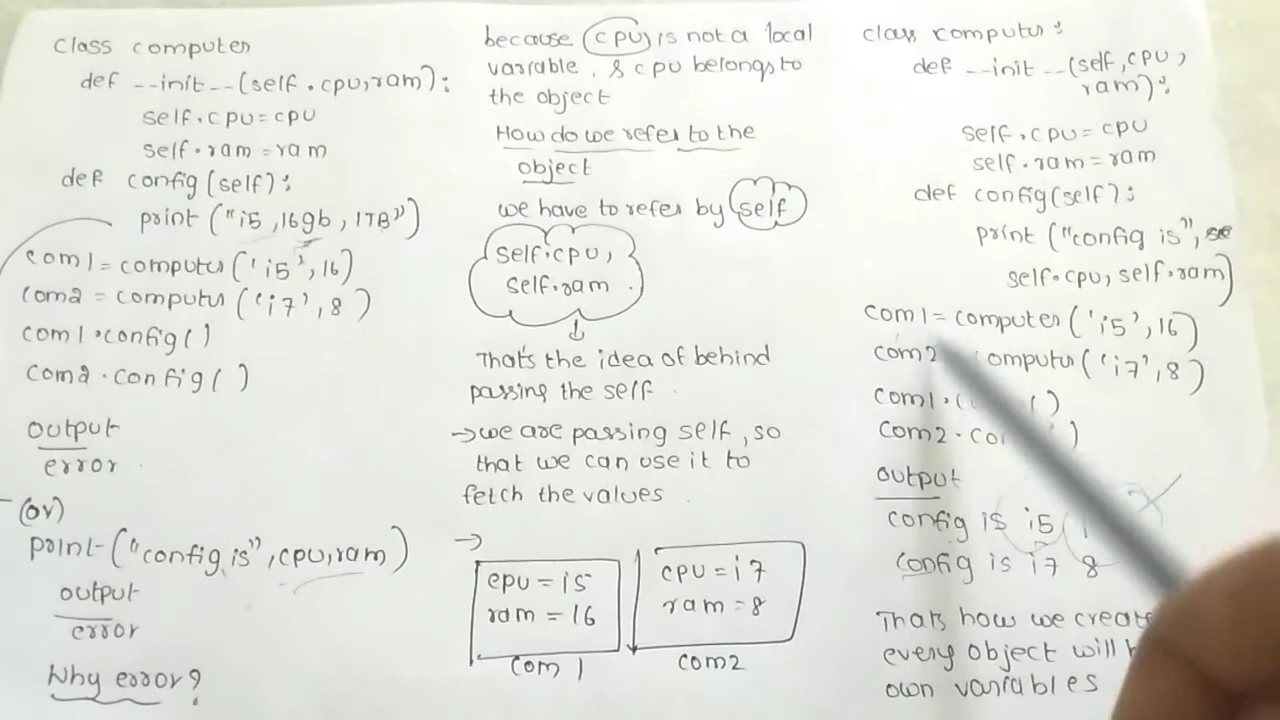 class computer
def __init__(self.cpu,ram):
self.cpu=cpu
self.ram=ram
def config(self):
print("i5,16gb,1TB")
com1=computer('i5',16)
com2=computer('i7',8)
com1.config()
com2.config()
output
error
(or)
print("config is",cpu,ram)
output
error
Why error?
because cpu is not a local
variable, & cpu belongs to
the object
How do we refer to the
object
we have to refer by self
self.cpu,
self.ram.
That's the idea of behind
passing the self.
→we are passing self, so
that we can use it to
fetch the values.
→
cpu=i5
ram=16
com1
cpu=i7
ram=8
com2
class computer:
def __init__(self,cpu,
ram):
self.cpu=cpu
self.ram=ram
def config(self):
print("config is",
self.cpu,self.ram)
com1=computer('i5',16)
com2 computer('i7',8)
com1. ()
com2. )
output
config is i5
config is i7 8
Thats how we create
every object will
own variables